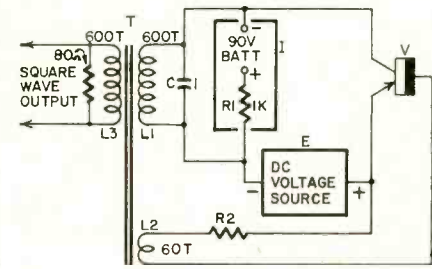 T
600T
600T
I
V
80Ω
90V
BATT
-
+
SQUARE
WAVE
OUTPUT
C
R1
1K
L3
L1
E
DC
VOLTAGE
SOURCE
-
+
L2
R2
60T